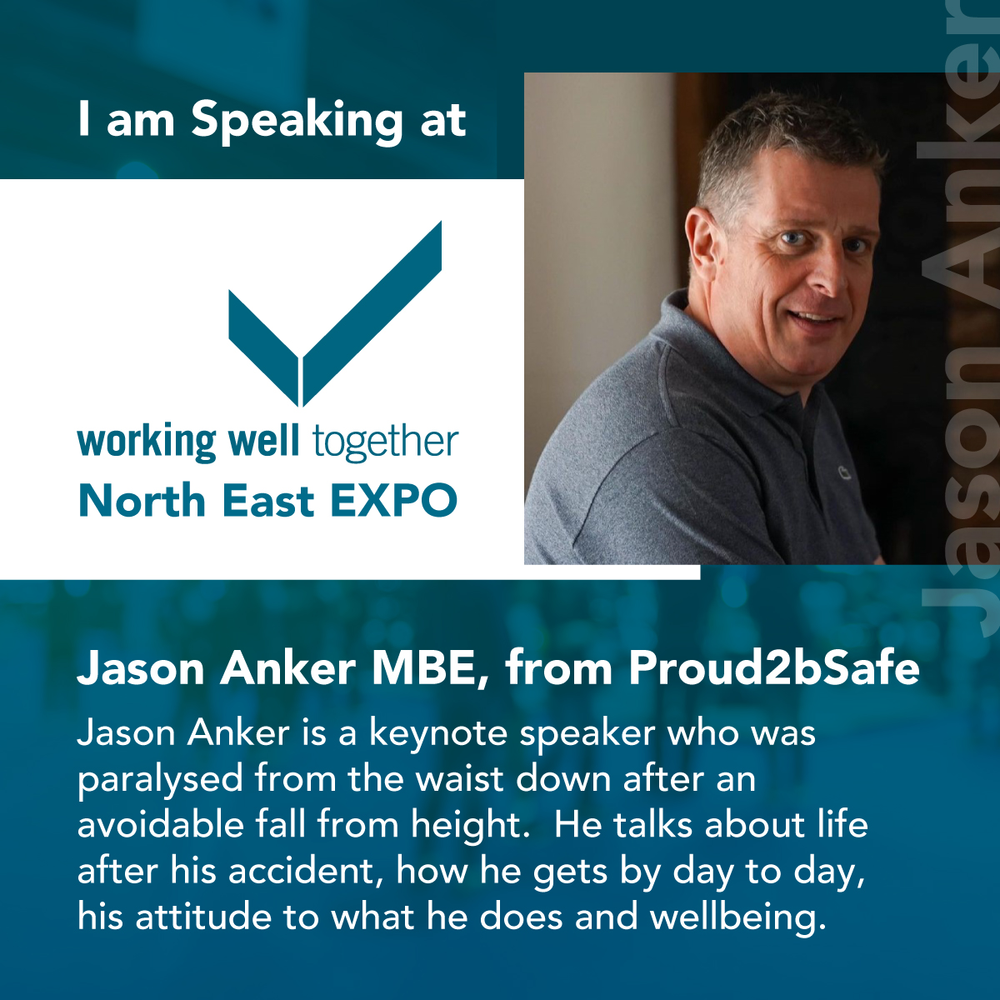 I am Speaking at
working well together
North East EXPO
Jason Anker
Jason Anker MBE, from Proud2bSafe
Jason Anker is a keynote speaker who was
paralysed from the waist down after an
avoidable fall from height.  He talks about life
after his accident, how he gets by day to day,
his attitude to what he does and wellbeing.